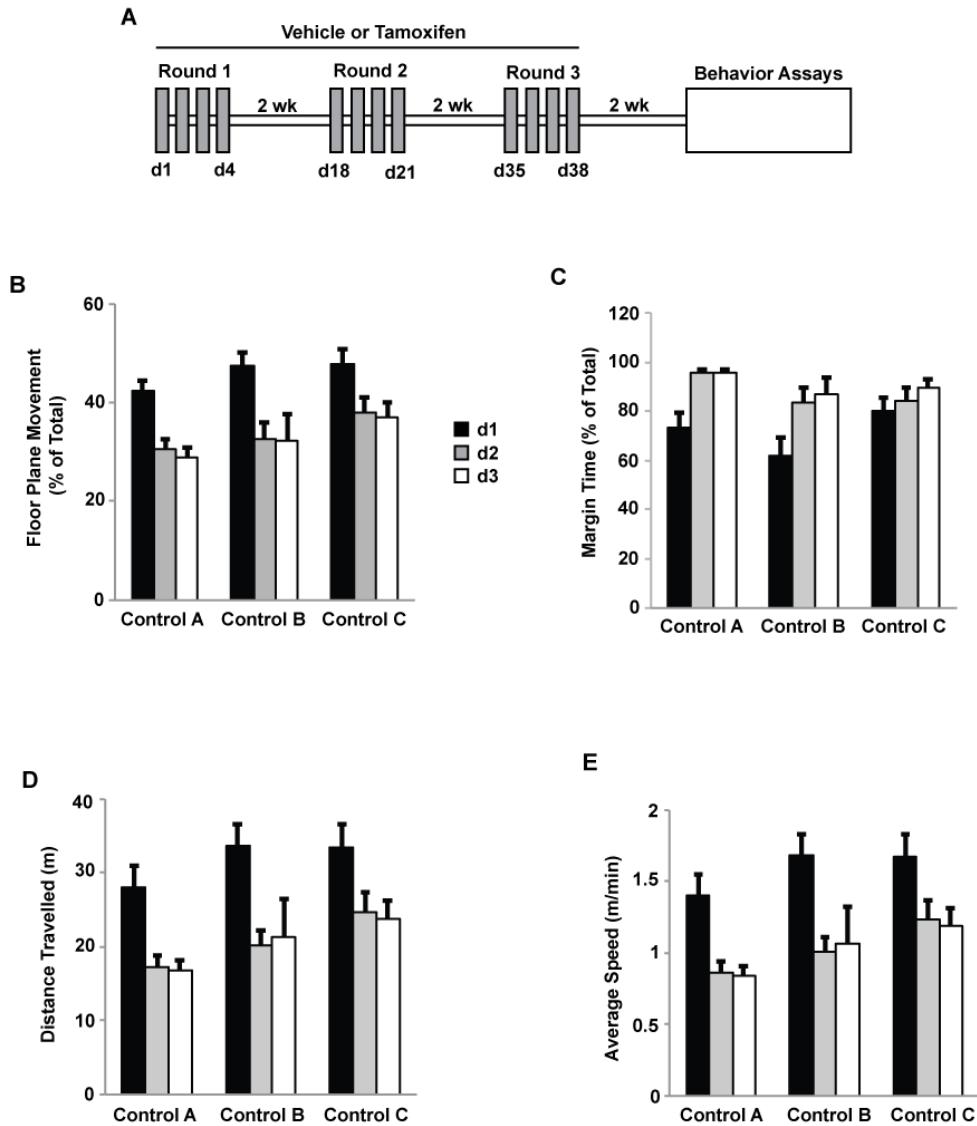 A
Vehicle or Tamoxifen
Round 1 Round 2 Round 3 Behavior Assays
2 wk 2 wk 2 wk
d1 d4 d18 d21 d35 d38
B
Floor Plane Movement
(% of Total)
60
40
20
0
Control A Control B Control C
d1
d2
d3
C
Margin Time (% of Total)
120
100
80
60
40
20
0
Control A Control B Control C
D
Distance Travelled (m)
40
30
20
10
0
Control A Control B Control C
E
Average Speed (m/min)
2
1.5
1
0.5
0
Control A Control B Control C